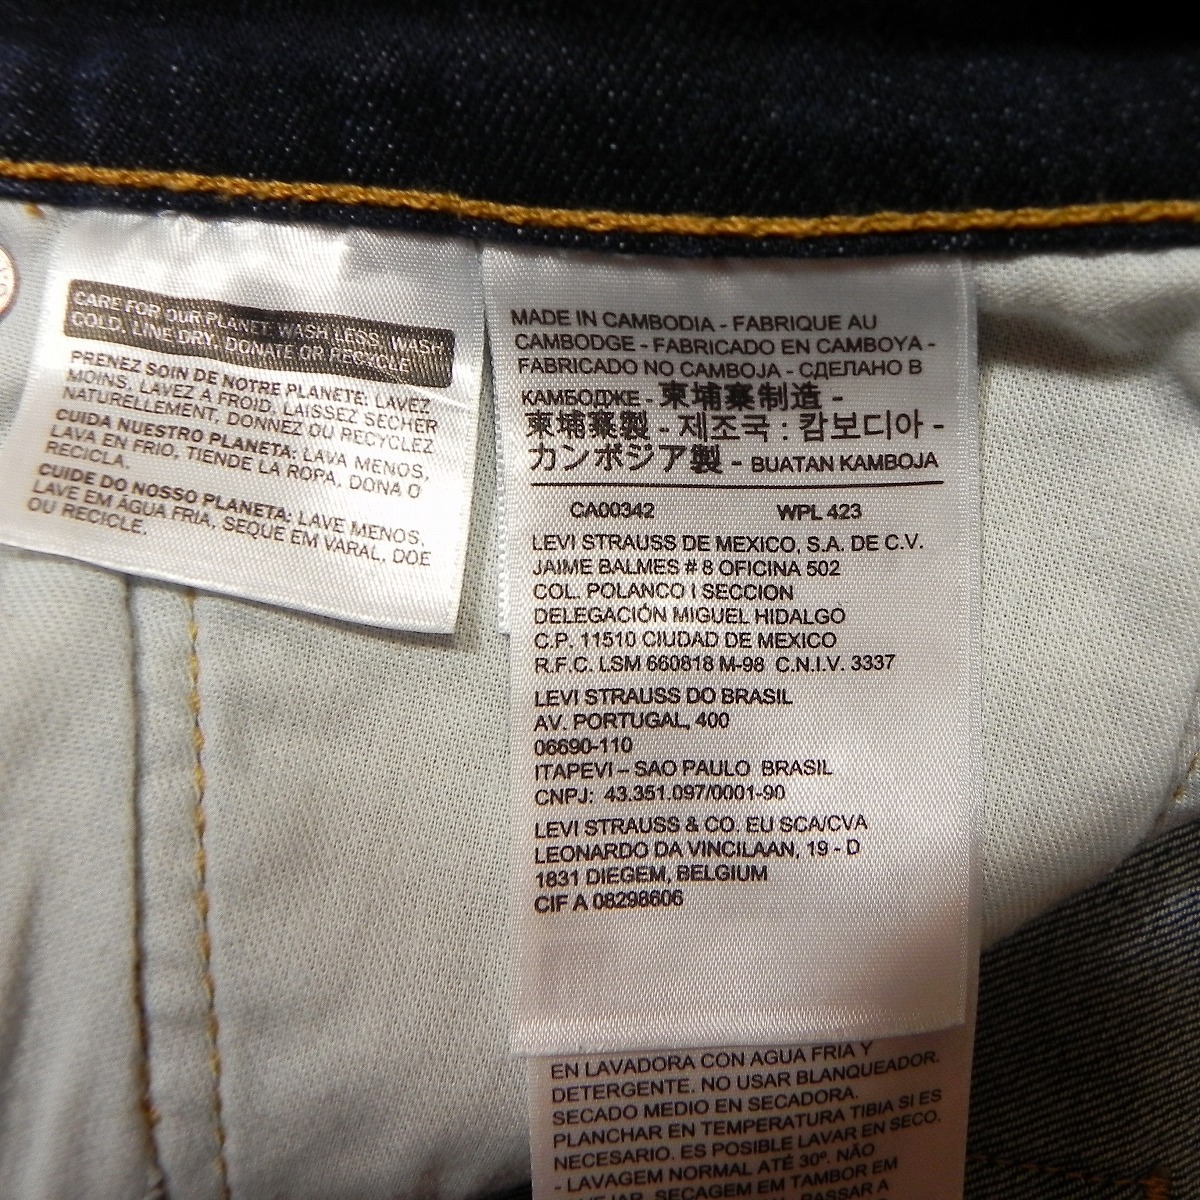 CARE FOR OUR PLANET: WASH LESS, WASH
COLD, LINE DRY, DONATE OR RECYCLE
PRENEZ SOIN DE NOTRE PLANETE: LAVEZ
MOINS, LAVEZ À FROID, LAISSEZ SÉCHER
NATURELLEMENT, DONNEZ OU RECYCLEZ
CUIDA NUESTRO PLANETA: LAVA MENOS,
LAVA EN FRIO, TIENDE LA ROPA, DONA O
RECICLA.
CUIDE DO NOSSO PLANETA: LAVE MENOS,
LAVE EM ÁGUA FRIA, SEQUE EM VARAL, DOE
OU RECICLE.
MADE IN CAMBODIA - FABRIQUE AU
CAMBODGE - FABRICADO EN CAMBOYA -
FABRICADO NO CAMBOJA - СДЕЛАНО В
КАМБОДЖЕ - 柬埔寨制造 -
柬埔寨製 - 제조국 : 캄보디아 -
カンボジア製 - BUATAN KAMBOJA
CA00342 WPL 423
LEVI STRAUSS DE MEXICO, S.A. DE C.V.
JAIME BALMES # 8 OFICINA 502
COL. POLANCO I SECCION
DELEGACIÓN MIGUEL HIDALGO
C.P. 11510 CIUDAD DE MEXICO
R.F.C. LSM 660818 M-98 C.N.I.V. 3337
LEVI STRAUSS DO BRASIL
AV. PORTUGAL, 400
06690-110
ITAPEVI – SAO PAULO BRASIL
CNPJ: 43.351.097/0001-90
LEVI STRAUSS & CO. EU SCA/CVA
LEONARDO DA VINCILAAN, 19 - D
1831 DIEGEM, BELGIUM
CIF A 08298606
EN LAVADORA CON AGUA FRIA Y
DETERGENTE. NO USAR BLANQUEADOR.
SECADO MEDIO EN SECADORA.
PLANCHAR EN TEMPERATURA TIBIA SI ES
NECESARIO. ES POSIBLE LAVAR EN SECO.
- LAVAGEM NORMAL ATÉ 30º. NÃO
SECAGEM EM TAMBOR EM
PASSAR A